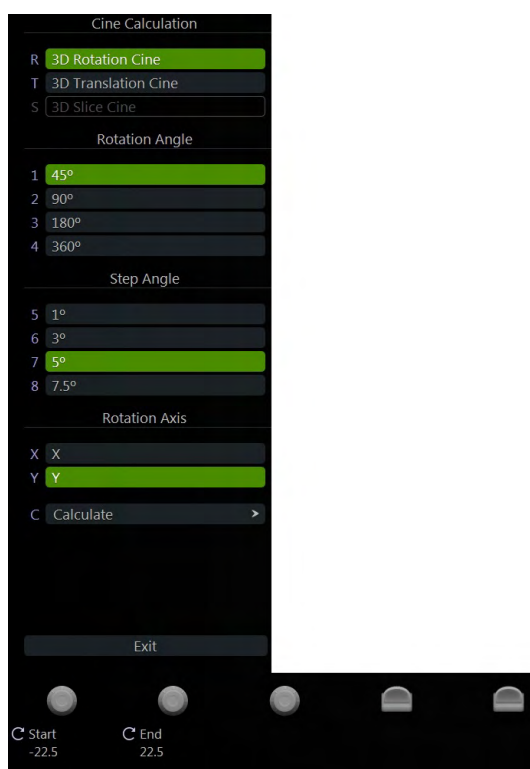 Cine Calculation
R 3D Rotation Cine
T 3D Translation Cine
S 3D Slice Cine
Rotation Angle
1 45º
2 90º
3 180º
4 360º
Step Angle
5 1º
6 3º
7 5º
8 7.5º
Rotation Axis
X X
Y Y
C Calculate
Exit
Start End
-22.5 22.5